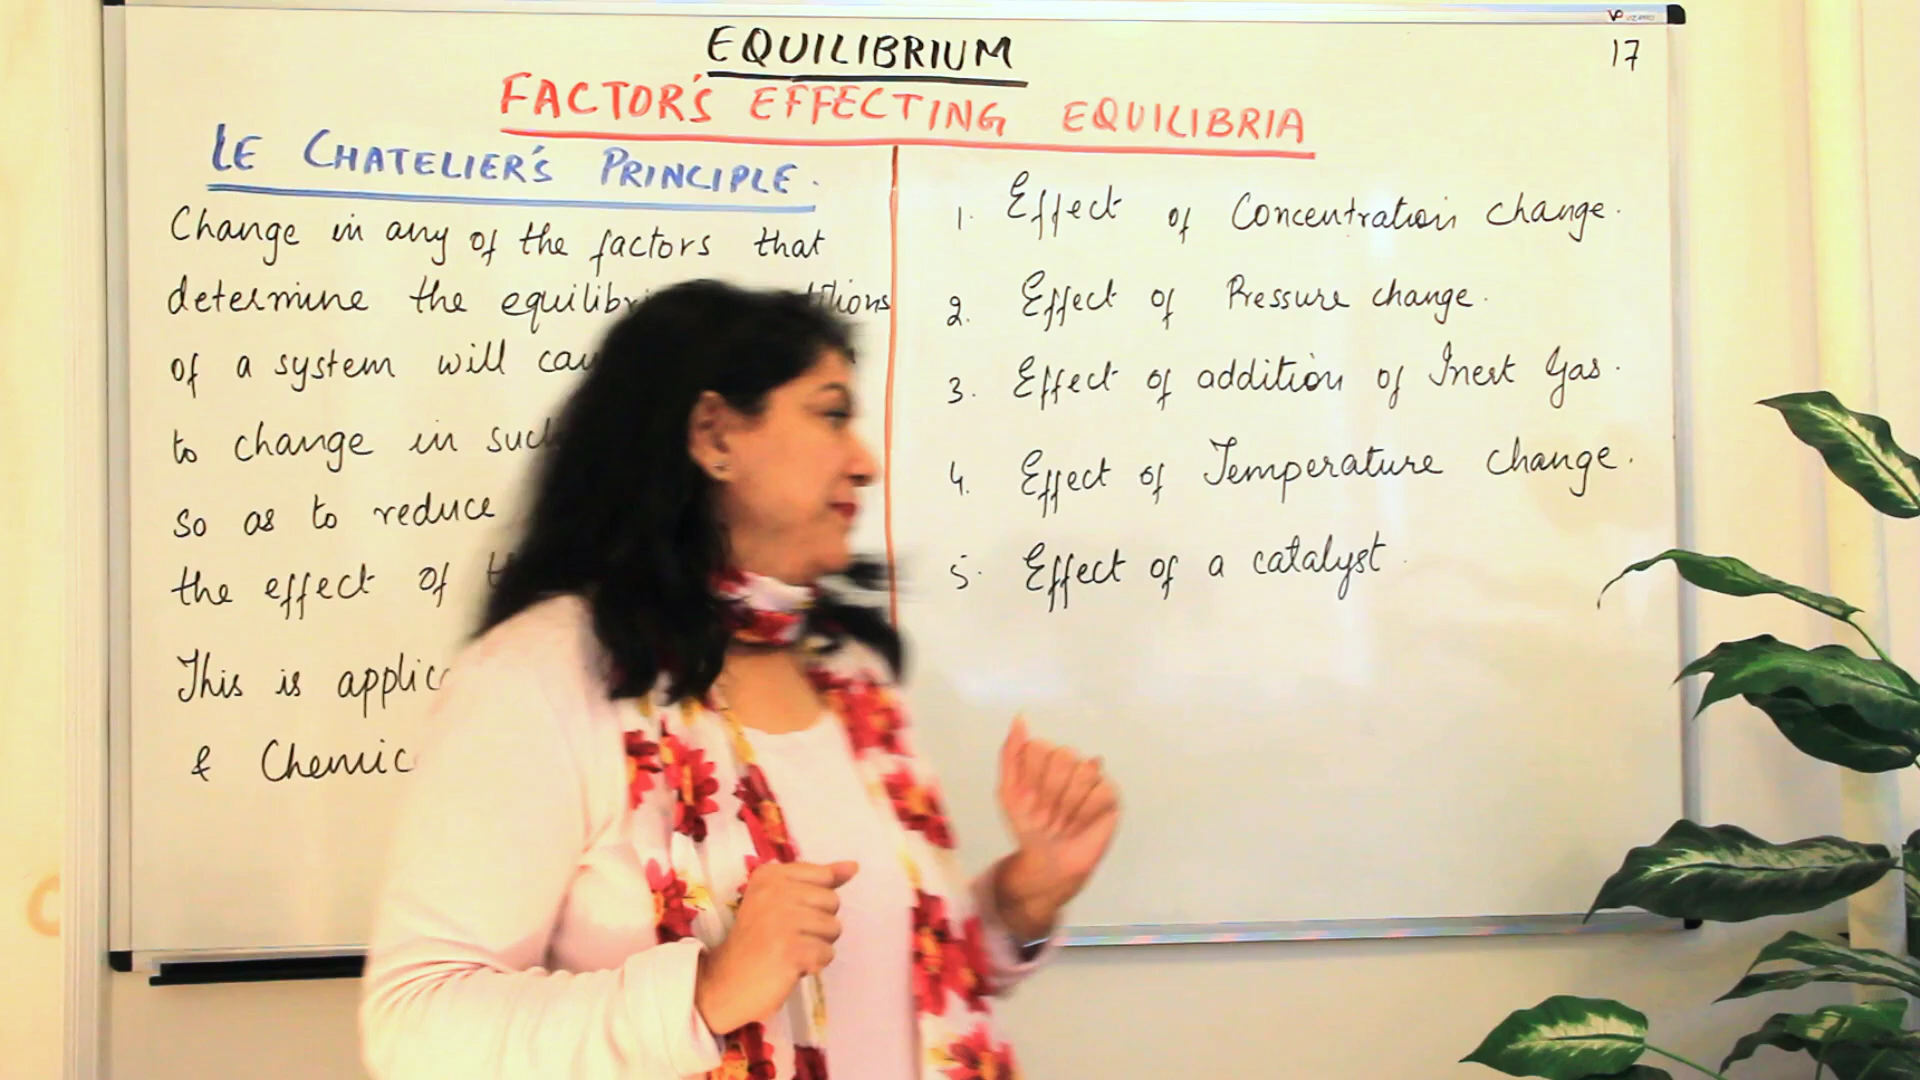 VIZ-PRO
17
EQUILIBRIUM
FACTOR'S EFFECTING EQUILIBRIA
LE CHATELIER'S PRINCIPLE.
Change in any of the factors that
determine the
of a system will
to change in
so as to reduce
the effect of
This is
&
1. Effect of Concentration change.
2. Effect of Pressure change.
3. Effect of addition of Inert Gas.
4. Effect of Temperature change.
5. Effect of a catalyst.